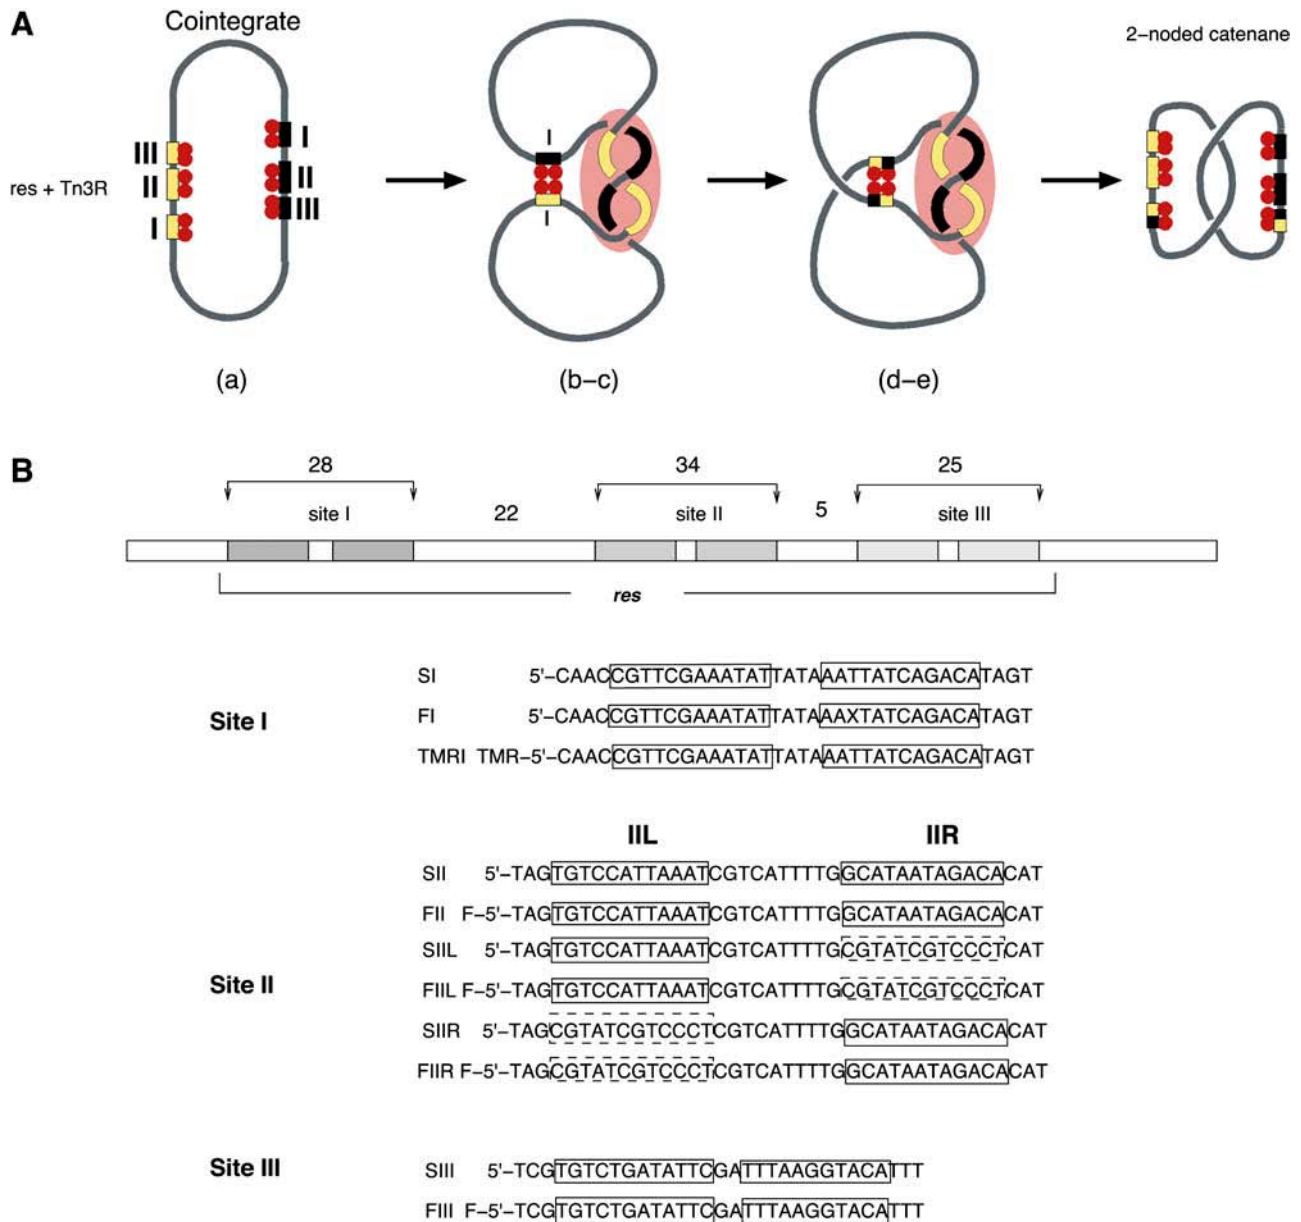 A
Cointegrate
2-noded catenane
I
III
I
res + Tn3R
II
II
I
III
I
(a)
(b-c)
(d-e)
B
28
34
25
site I
22
site II
5
site III
res
SI 5'-CAACCGTTCGAAATATTATAAATTATCAGACATAGT
Site I
FI CAACCGTTCGAAATATTATAAAXTATCAGACATAGT
TMRI TMR-5'-CAACCGTTCGAAATATTATAAATTATCAGACATAGT
IIL IIR
SII 5'-TAGTGTCCATTAAATCGTCATTTTGGCATAATAGACACAT
FII F-5'-TAGTGTCCATTAAATCGTCATTTTGGCATAATAGACACAT
SIIL 5'-TAGTGTCCATTAAATCGTCATTTTGCGTATCGTCCCTCAT
Site II
FIIL F-5'-TAGTGTCCATTAAATCGTCATTTTGCGTATCGTCCCTCAT
SIIR 5'-TAGCGTATCGTCCCTCGTCATTTTGGCATAATAGACACAT
FIIR F-5'-TAGCGTATCGTCCCTCGTCATTTTGGCATAATAGACACAT
Site III
SIII 5'-TCGTGTCTGATATTCGATTTAAGGTACATTT
FIII F-5'-TCGTGTCTGATATTCGATTTAAGGTACATTT